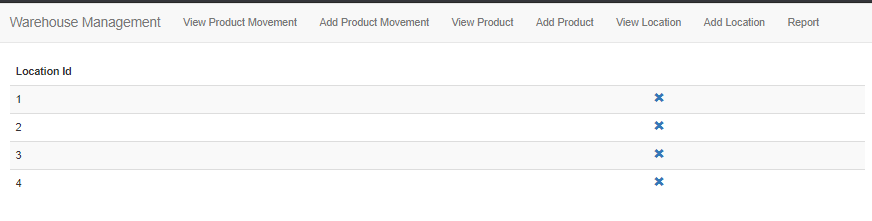 Warehouse Management View Product Movement Add Product Movement View Product Add Product View Location Add Location Report
Location Id
1
2
3
4